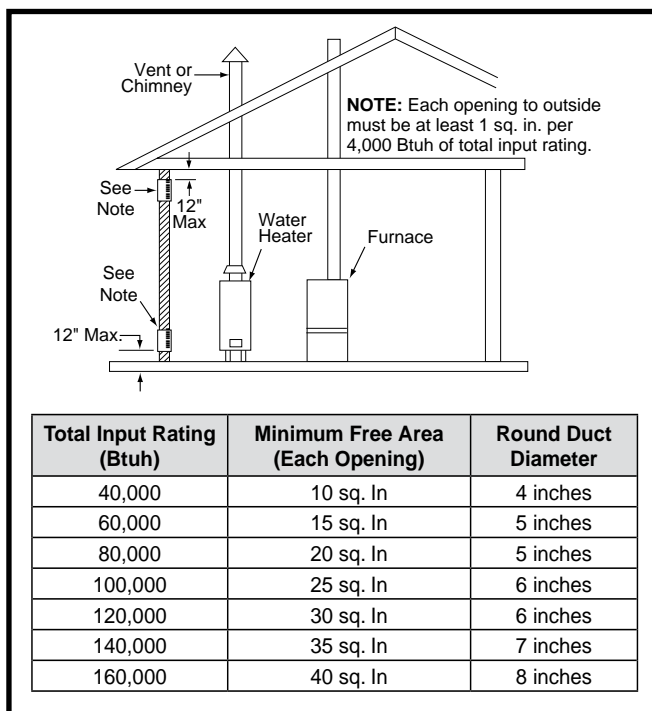 Vent or
Chimney
NOTE: Each opening to outside
must be at least 1 sq. in. per
4,000 Btuh of total input rating.
See
Note
12"
Max
Water
Heater
Furnace
See
Note
12" Max.
Total Input Rating
(Btuh)
Minimum Free Area
(Each Opening)
Round Duct
Diameter
40,000 10 sq. In 4 inches
60,000 15 sq. In 5 inches
80,000 20 sq. In 5 inches
100,000 25 sq. In 6 inches
120,000 30 sq. In 6 inches
140,000 35 sq. In 7 inches
160,000 40 sq. In 8 inches